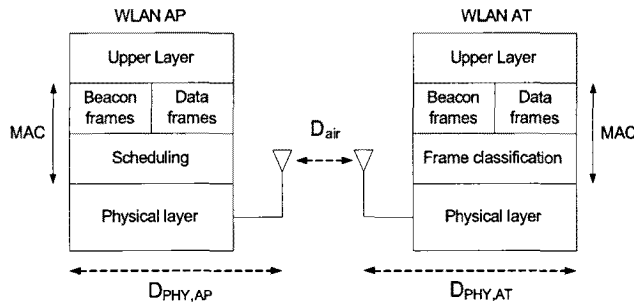 WLAN AP
WLAN AT
Upper Layer
Upper Layer
Beacon frames
Data frames
Beacon frames
Data frames
MAC
MAC
Dair
Scheduling
Frame classification
Physical layer
Physical layer
DPHY,AP
DPHY,AT